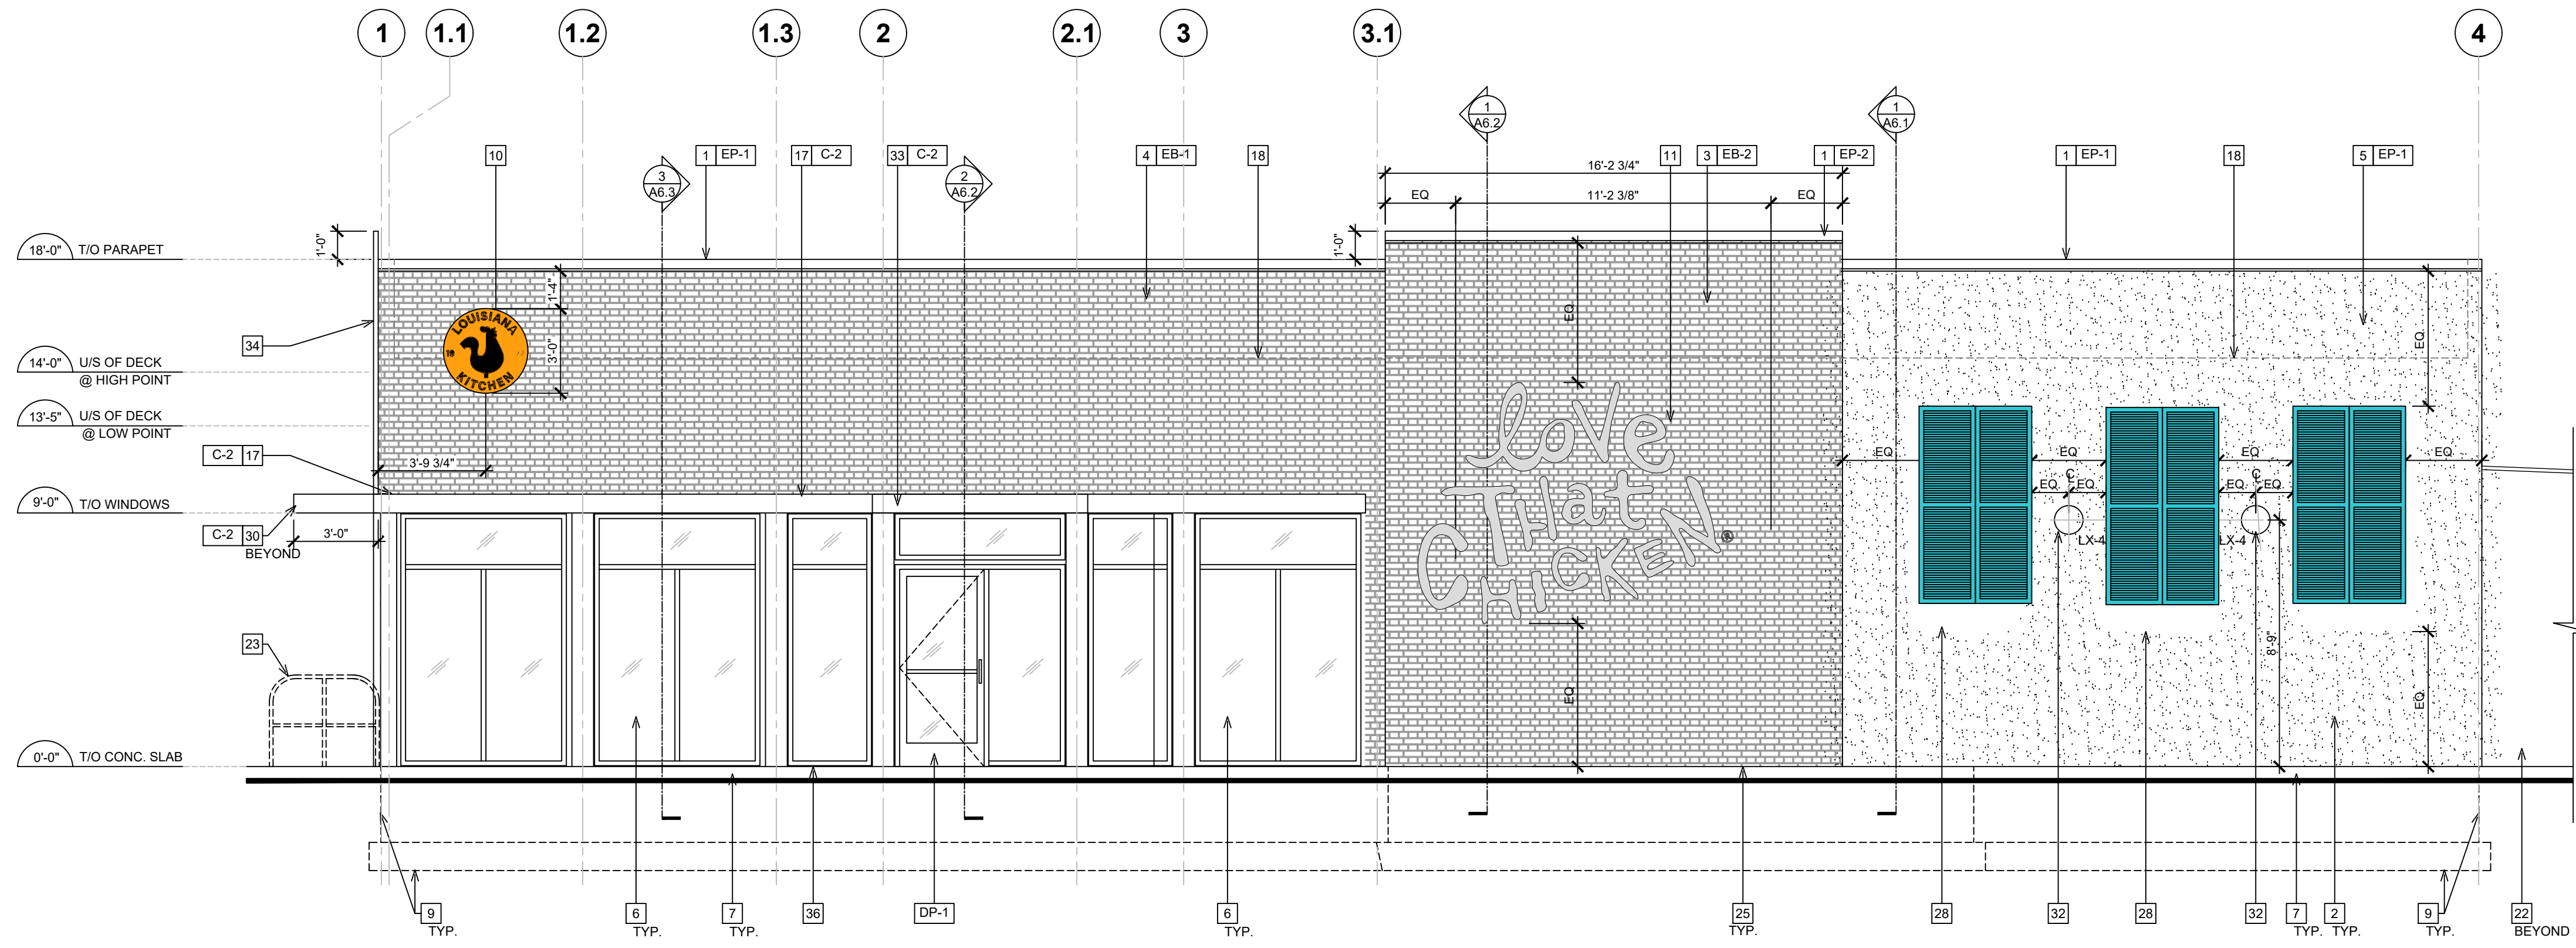 1 1.1 1.2 1.3 2 2.1 3 3.1 4
1 A6.2
1 A6.1
10
1 EP-1
17 C-2
33 C-2
4 EB-1
18
16'-2 3/4"
11
3 EB-2
1 EP-2
1 EP-1
18
5 EP-1
3 A6.3
2 A6.2
EQ 11'-2 3/8" EQ
18'-0" T/O PARAPET
1'-0"
1'-0"
1'-4"
LOUISIANA
18 77
KITCHEN
3'-0"
EQ
EQ
34
14'-0" U/S OF DECK
@ HIGH POINT
13'-5" U/S OF DECK
@ LOW POINT
C-2 17
3'-9 3/4"
love
THat
CHICKEN®
EQ. EQ. EQ. EQ.
C C
EQ. EQ. EQ. EQ.
9'-0" T/O WINDOWS
C-2 30
BEYOND
3'-0"
LX-4 LX-4
23
8'-9"
EQ
EQ
0'-0" T/O CONC. SLAB
9
TYP.
6
TYP.
7
TYP.
36
DP-1
6
TYP.
25
TYP.
28
32
28
32
7
TYP.
2
TYP.
9
TYP.
22
BEYOND